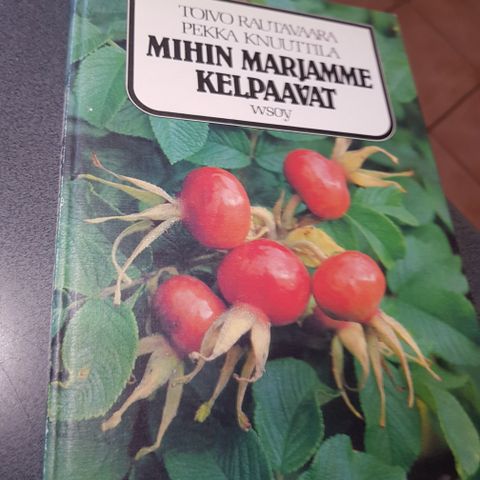 TOIVO RAUTAVAARA
PEKKA KNUUTTILA
MIHIN MARJAMME
KELPAAVAT
WSOY